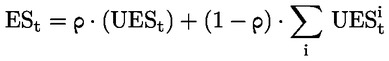 ES_t = ρ · (UES_t) + (1 − ρ) · ∑_i UES_t^i